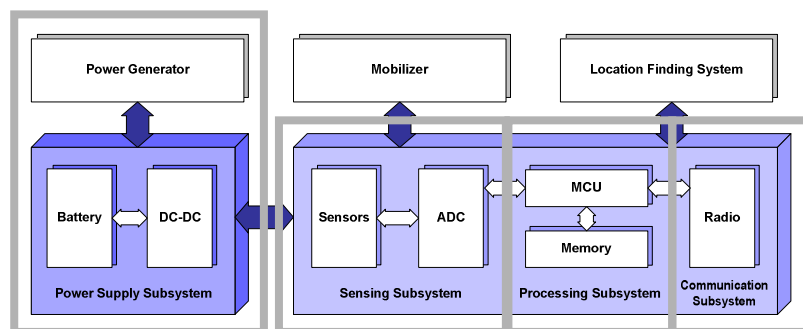 Power Generator
Mobilizer
Location Finding System
Battery
DC-DC
Sensors
ADC
MCU
Memory
Radio
Power Supply Subsystem
Sensing Subsystem
Processing Subsystem
Communication
Subsystem